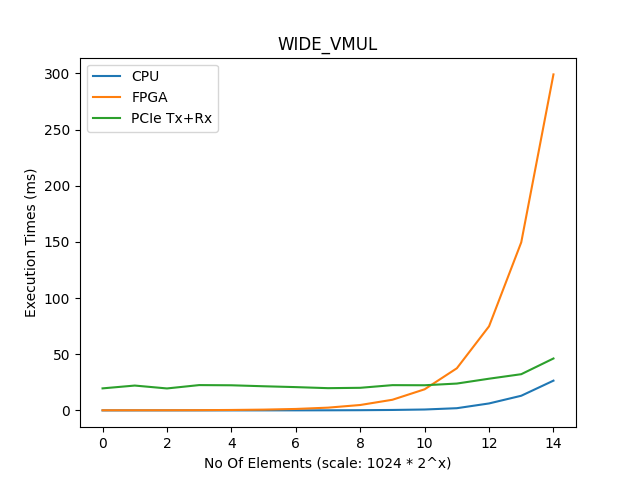 WIDE_VMUL
CPU
FPGA
PCIe Tx+Rx
Execution Times (ms)
300
250
200
150
100
50
0
0 2 4 6 8 10 12 14
No Of Elements (scale: 1024 * 2^x)